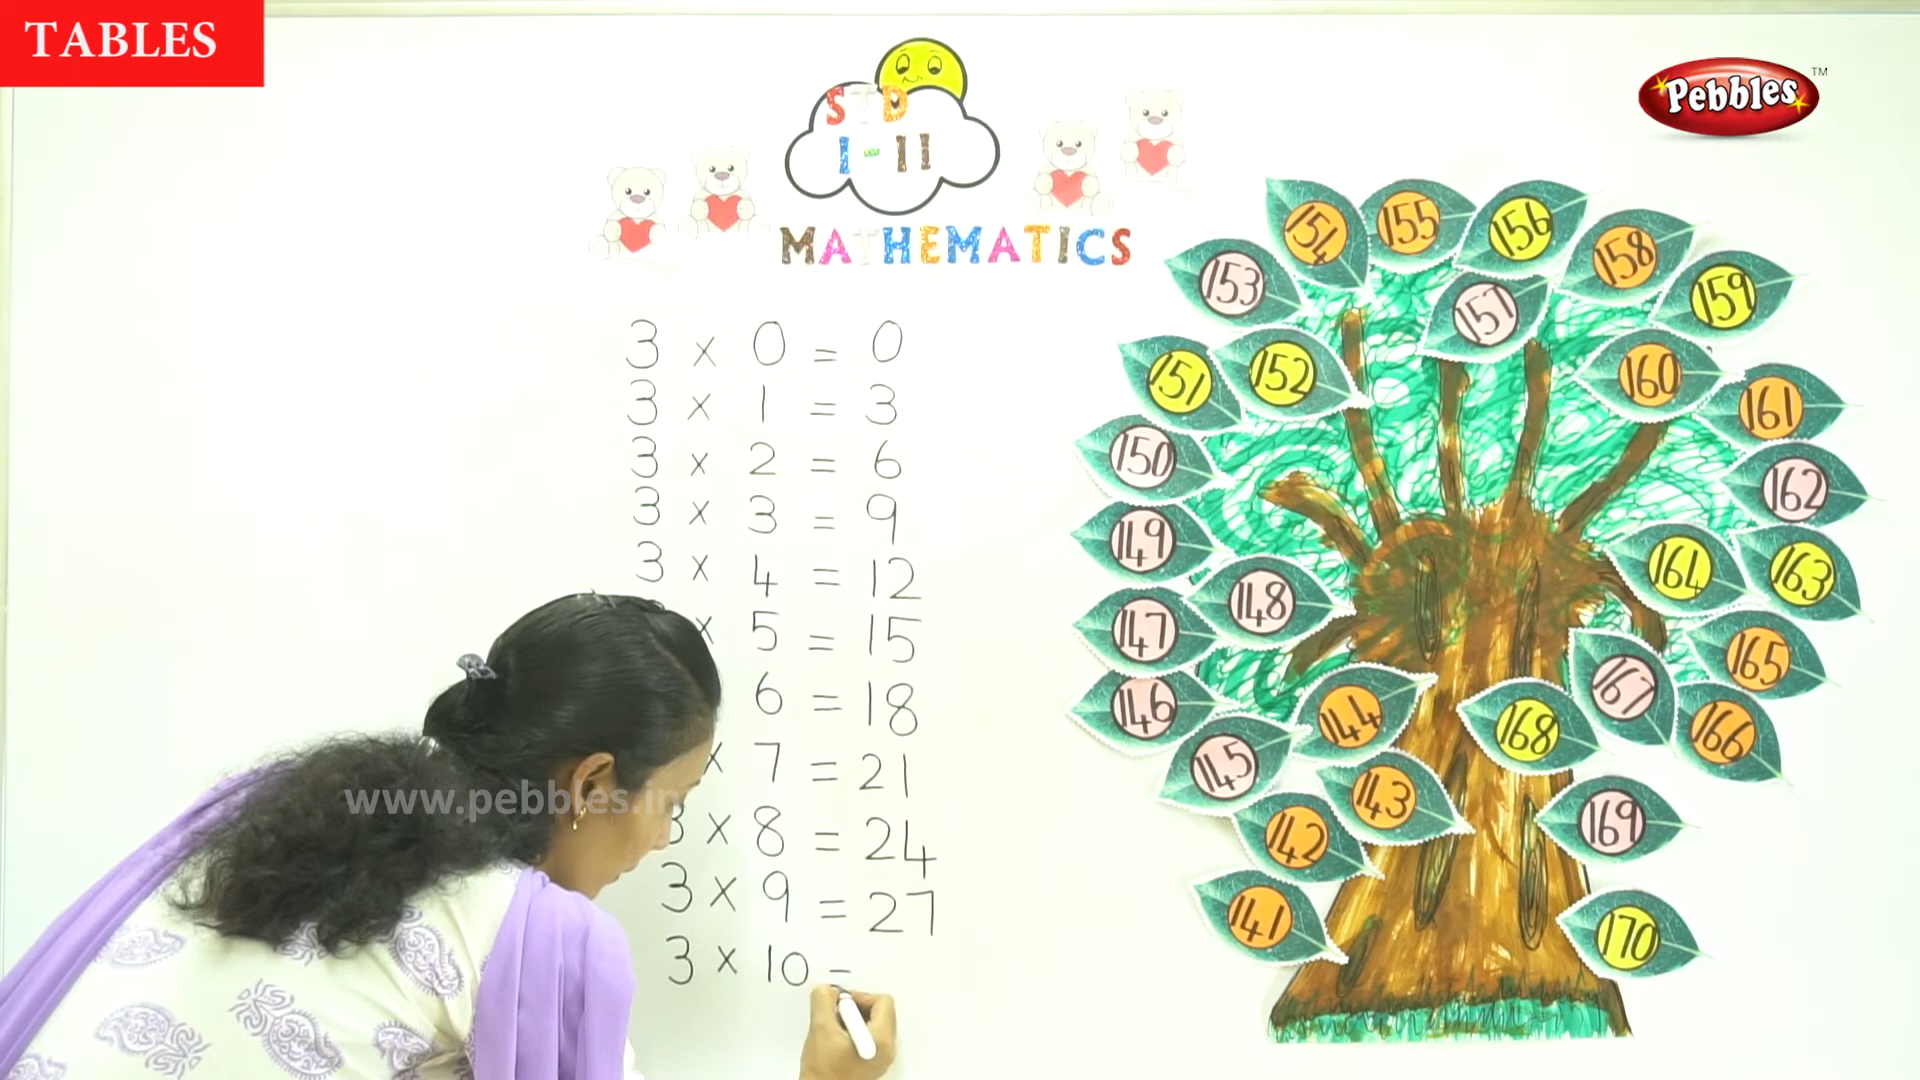 TABLES
Pebbles™
STD
I-II
MATHEMATICS
3 × 0 = 0
3 × 1 = 3
3 × 2 = 6
3 × 3 = 9
3 × 4 = 12
× 5 = 15
6 = 18
× 7 = 21
3 × 8 = 24
3 × 9 = 27
3 × 10 =
www.pebbles.in
141
142
143
144
145
146
147
148
149
150
151
152
153
154
155
156
157
158
159
160
161
162
163
164
165
166
167
168
169
170